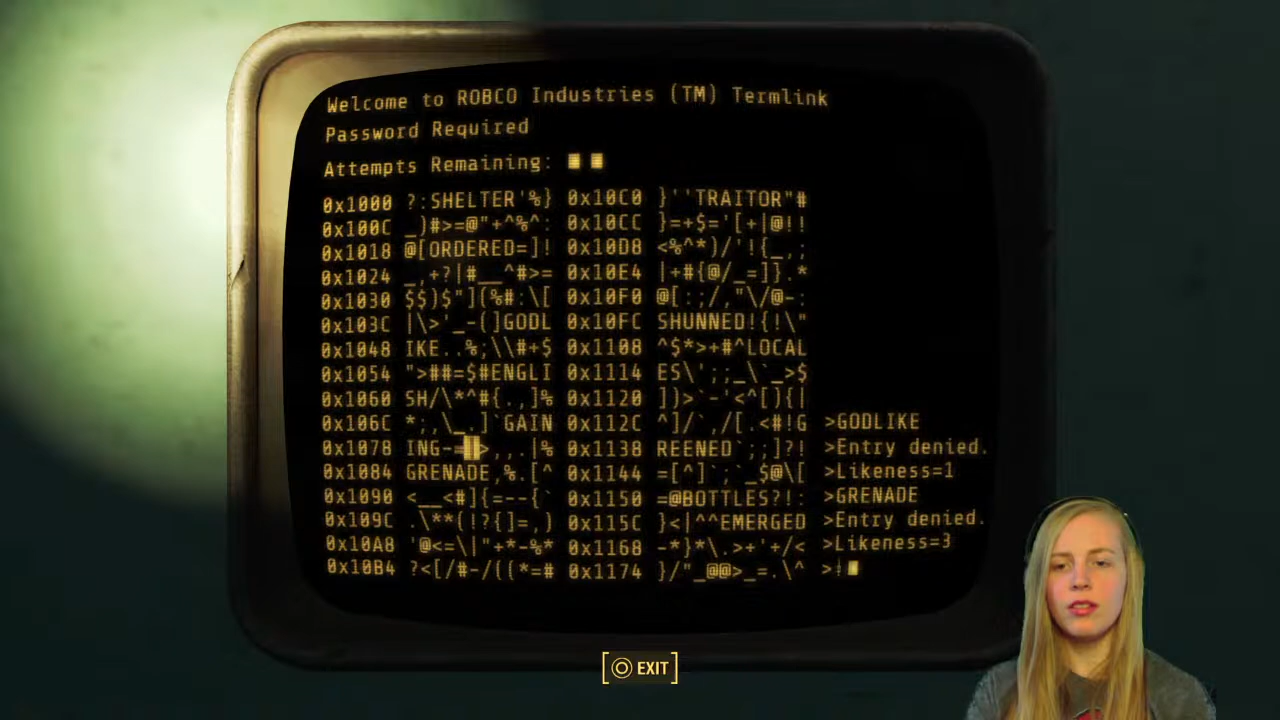 Welcome to ROBCO Industries (TM) Termlink
Password Required
Attempts Remaining: ■ ■
0x1000 ?:SHELTER'%} 0x10C0 }''TRAITOR"#
0x100C _)#>=@"+^%^: 0x10CC }=+$='[+|@!!
0x1018 @[ORDERED=]! 0x10D8 <%^*)/'!{_,;
0x1024 _,+?|#__^#>= 0x10E4 |+#{@/_=]}.*
0x1030 $$)$"](%#:\[ 0x10F0 @[:;/,"\/@-:
0x103C |\>'_-(]GODL 0x10FC SHUNNED!{!\"
0x1048 IKE..%;\\#+$ 0x1108 ^$*>+#^LOCAL
0x1054 ">##=$#ENGLI 0x1114 ES\';;_\`_>$
0x1060 SH/\*^#{.,]% 0x1120 ])>`-'<^[){|
0x106C *;,\_.]`GAIN 0x112C ^]/`,/[.<#!G
0x1078 ING-=|>,,.|% 0x1138 REENED`;;]?!
0x1084 GRENADE,%.[^ 0x1144 =[^]`;`_$@\[
0x1090 <__<#]{=--{` 0x1150 =@BOTTLES?!:
0x109C .\**(!?{]=,) 0x115C }<|^^EMERGED
0x10A8 '@<=\|"+*-%* 0x1168 -*}*\.>+'+/<
0x10B4 ?<[/#-/((*=# 0x1174 }/"_@@>_=.\^
>GODLIKE
>Entry denied.
>Likeness=1
>GRENADE
>Entry denied.
>Likeness=3
>|■
EXIT